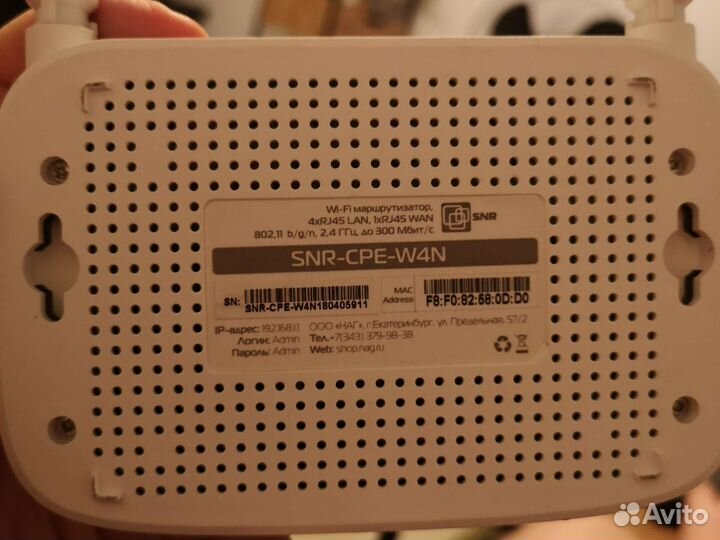 Wi-Fi маршрутизатор,
4xRJ45 LAN, 1xRJ45 WAN
802,11 b/g/n, 2,4 ГГц, до 300 Мбит/с
SNR
SNR-CPE-W4N
SN: SNR-CPE-W4N180405911
MAC Address: F8:F0:82:58:0D:D0
IP-адрес: 192.168.1.1
Логин: Admin
Пароль: Admin
ООО «НАГ», г.Екатеринбург, ул. Предельная, 57/2
Тел.+7(343) 379-98-38
Web: shop.nag.ru
Avito